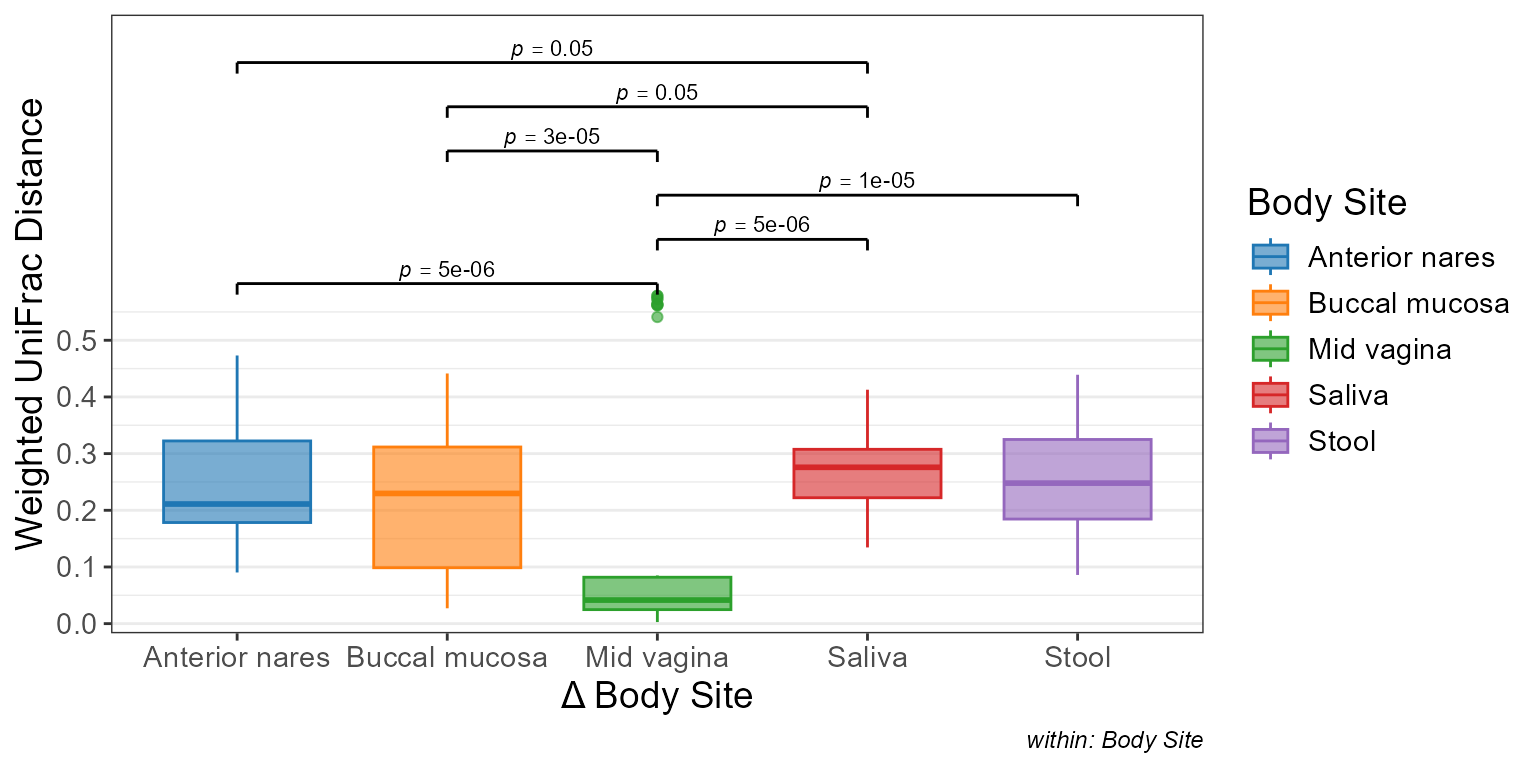 p = 0.05
p = 0.05
p = 3e-05
p = 1e-05
p = 5e-06
p = 5e-06
Weighted UniFrac Distance
0.5
0.4
0.3
0.2
0.1
0.0
Anterior nares
Buccal mucosa
Mid vagina
Saliva
Stool
Δ Body Site
within: Body Site
Body Site
Anterior nares
Buccal mucosa
Mid vagina
Saliva
Stool